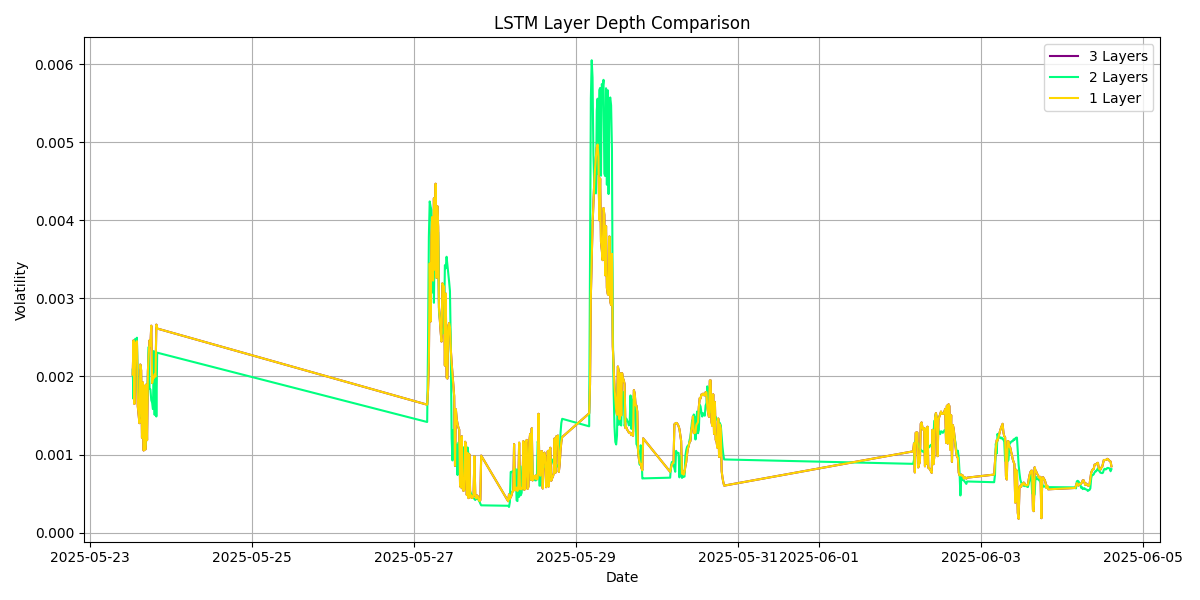 LSTM Layer Depth Comparison
3 Layers
2 Layers
1 Layer
0.006
0.005
0.004
0.003
0.002
0.001
0.000
Volatility
2025-05-23 2025-05-25 2025-05-27 2025-05-29 2025-05-31 2025-06-01 2025-06-03 2025-06-05
Date